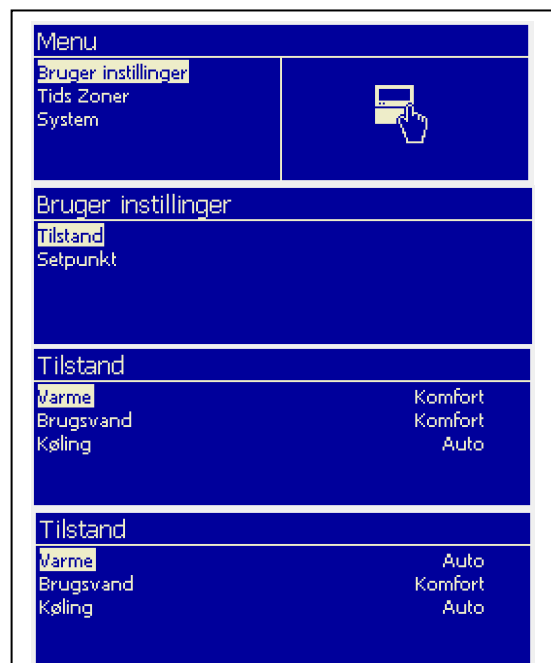 Menu
Bruger instillinger
Tids Zoner
System
Bruger instillinger
Tilstand
Setpunkt
Tilstand
Varme Komfort
Brugsvand Komfort
Køling Auto
Tilstand
Varme Auto
Brugsvand Komfort
Køling Auto